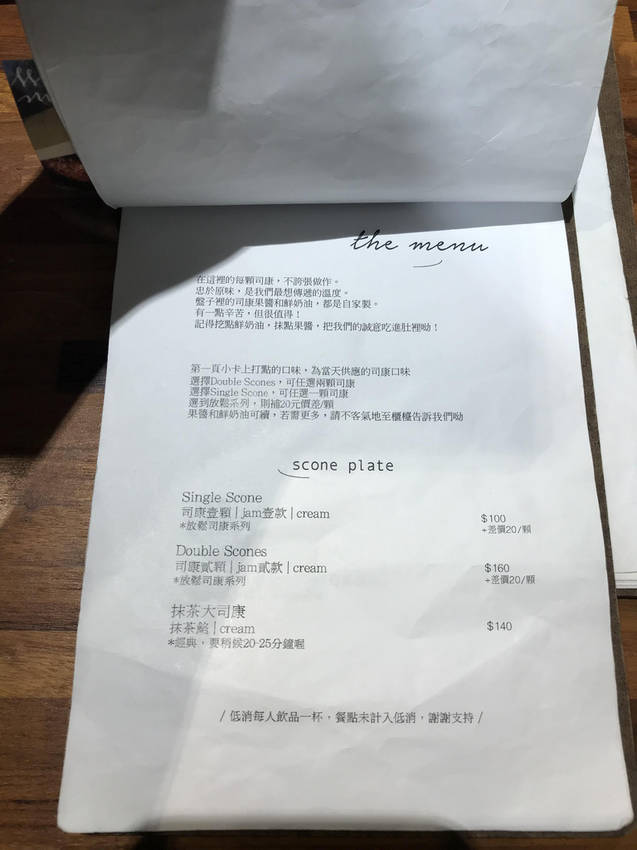 the menu
在這裡的每顆司康，不誇張做作。
忠於原味，是我們最想傳遞的溫度。
盤子裡的司康果醬和鮮奶油，都是自家製。
有一點辛苦，但很值得！
記得挖點鮮奶油，抹點果醬，把我們的誠意吃進肚裡呦！
第一頁小卡上打點的口味，為當天供應的司康口味
選擇Double Scones，可任選兩顆司康
選擇Single Scone，可任選一顆司康
選到放鬆系列，則補20元價差/顆
果醬和鮮奶油可續，若需更多，請不客氣地至櫃檯告訴我們呦
scone plate
Single Scone
司康壹顆 | jam壹款 | cream $100
*放鬆司康系列 +差價20/顆
Double Scones
司康貳顆 | jam貳款 | cream $160
*放鬆司康系列 +差價20/顆
抹茶大司康
抹茶餡 | cream $140
*經典，要稍候20-25分鐘喔
/ 低消每人飲品一杯，餐點未計入低消，謝謝支持 /